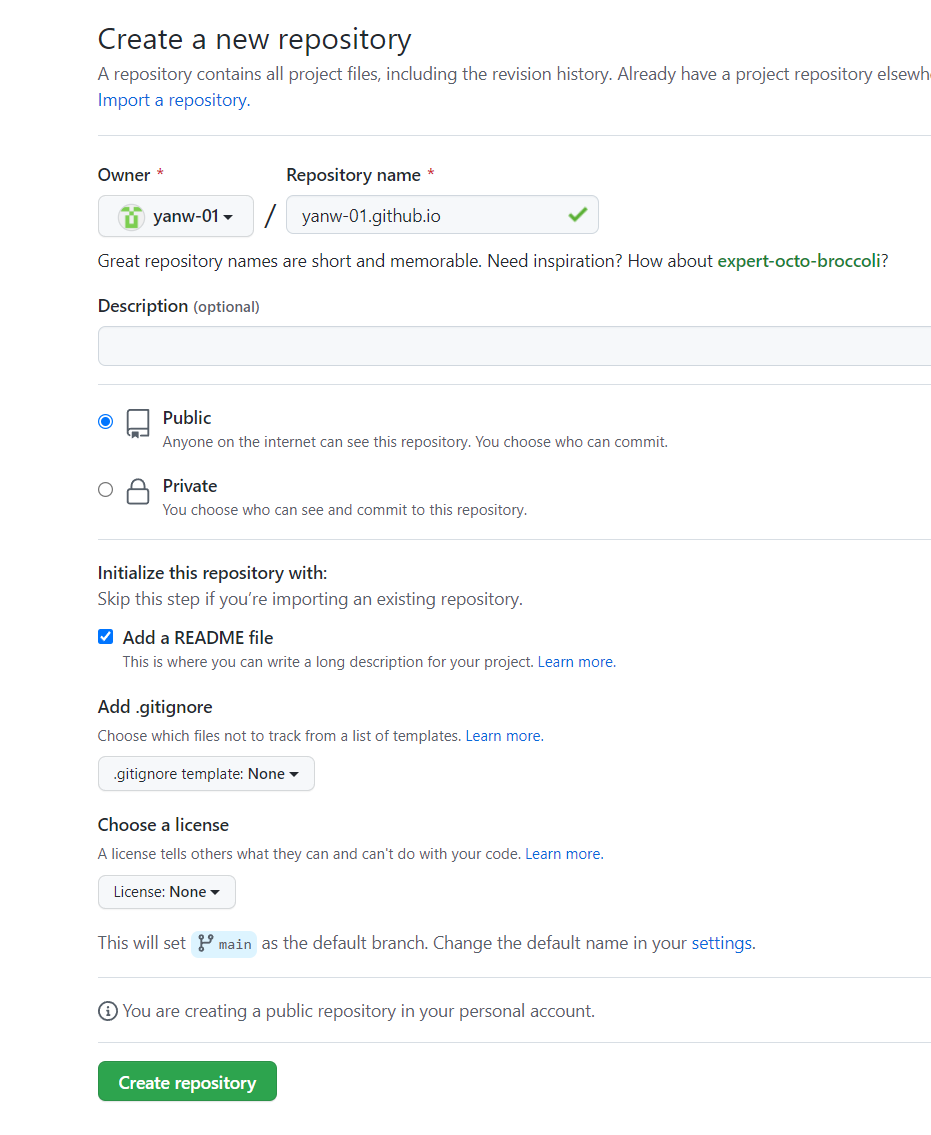 Create a new repository
A repository contains all project files, including the revision history. Already have a project repository
Import a repository.
Owner *
Repository name *
yanw-01
/
yanw-01.github.io
Great repository names are short and memorable. Need inspiration? How about expert-octo-broccoli?
Description (optional)
Public
Anyone on the internet can see this repository. You choose who can commit.
Private
You choose who can see and commit to this repository.
Initialize this repository with:
Skip this step if you're importing an existing repository.
Add a README file
This is where you can write a long description for your project. Learn more.
Add .gitignore
Choose which files not to track from a list of templates. Learn more.
.gitignore template: None
Choose a license
A license tells others what they can and can't do with your code. Learn more.
License: None
This will set main as the default branch. Change the default name in your settings.
You are creating a public repository in your personal account.
Create repository